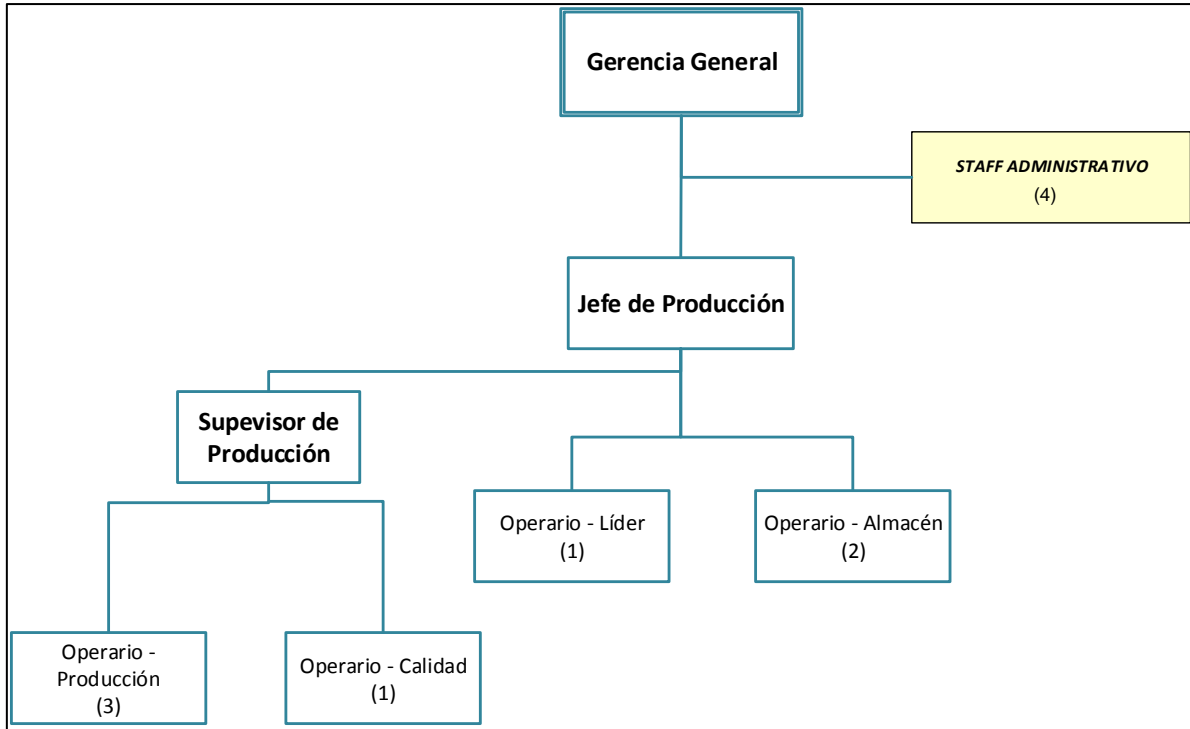 Gerencia General
STAFF ADMINISTRATIVO
(4)
Jefe de Producción
Supevisor de
Producción
Operario - Líder
(1)
Operario - Almacén
(2)
Operario -
Producción
(3)
Operario - Calidad
(1)